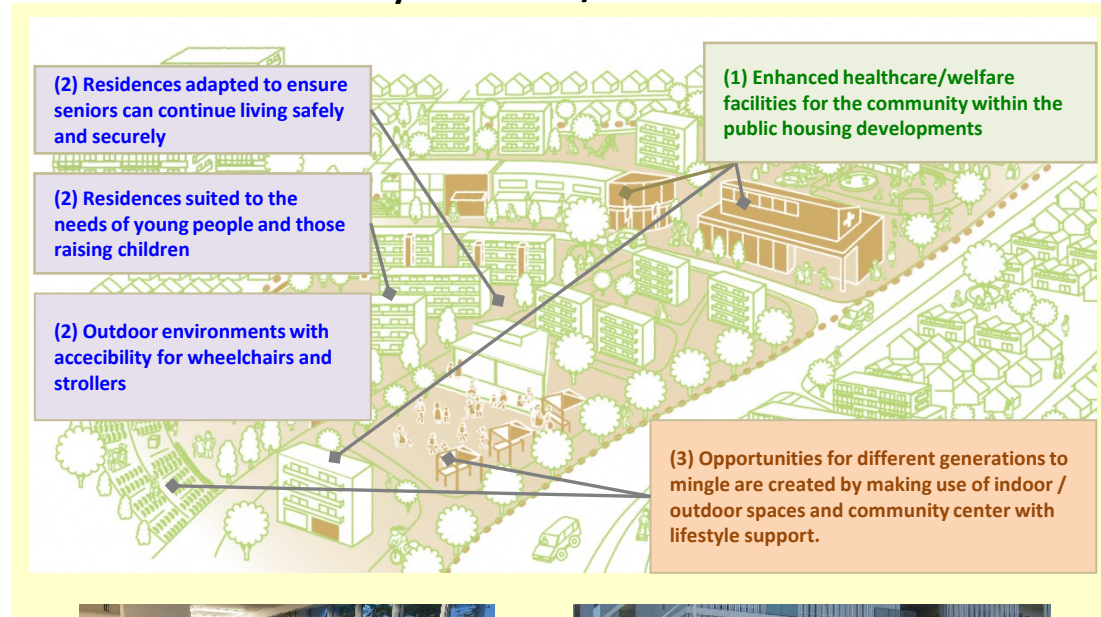 (2) Residences adapted to ensure
seniors can continue living safely
and securely
(1) Enhanced healthcare/welfare
facilities for the community within the
public housing developments
(2) Residences suited to the
needs of young people and those
raising children
(2) Outdoor environments with
accecibility for wheelchairs and
strollers
(3) Opportunities for different generations to
mingle are created by making use of indoor /
outdoor spaces and community center with
lifestyle support.